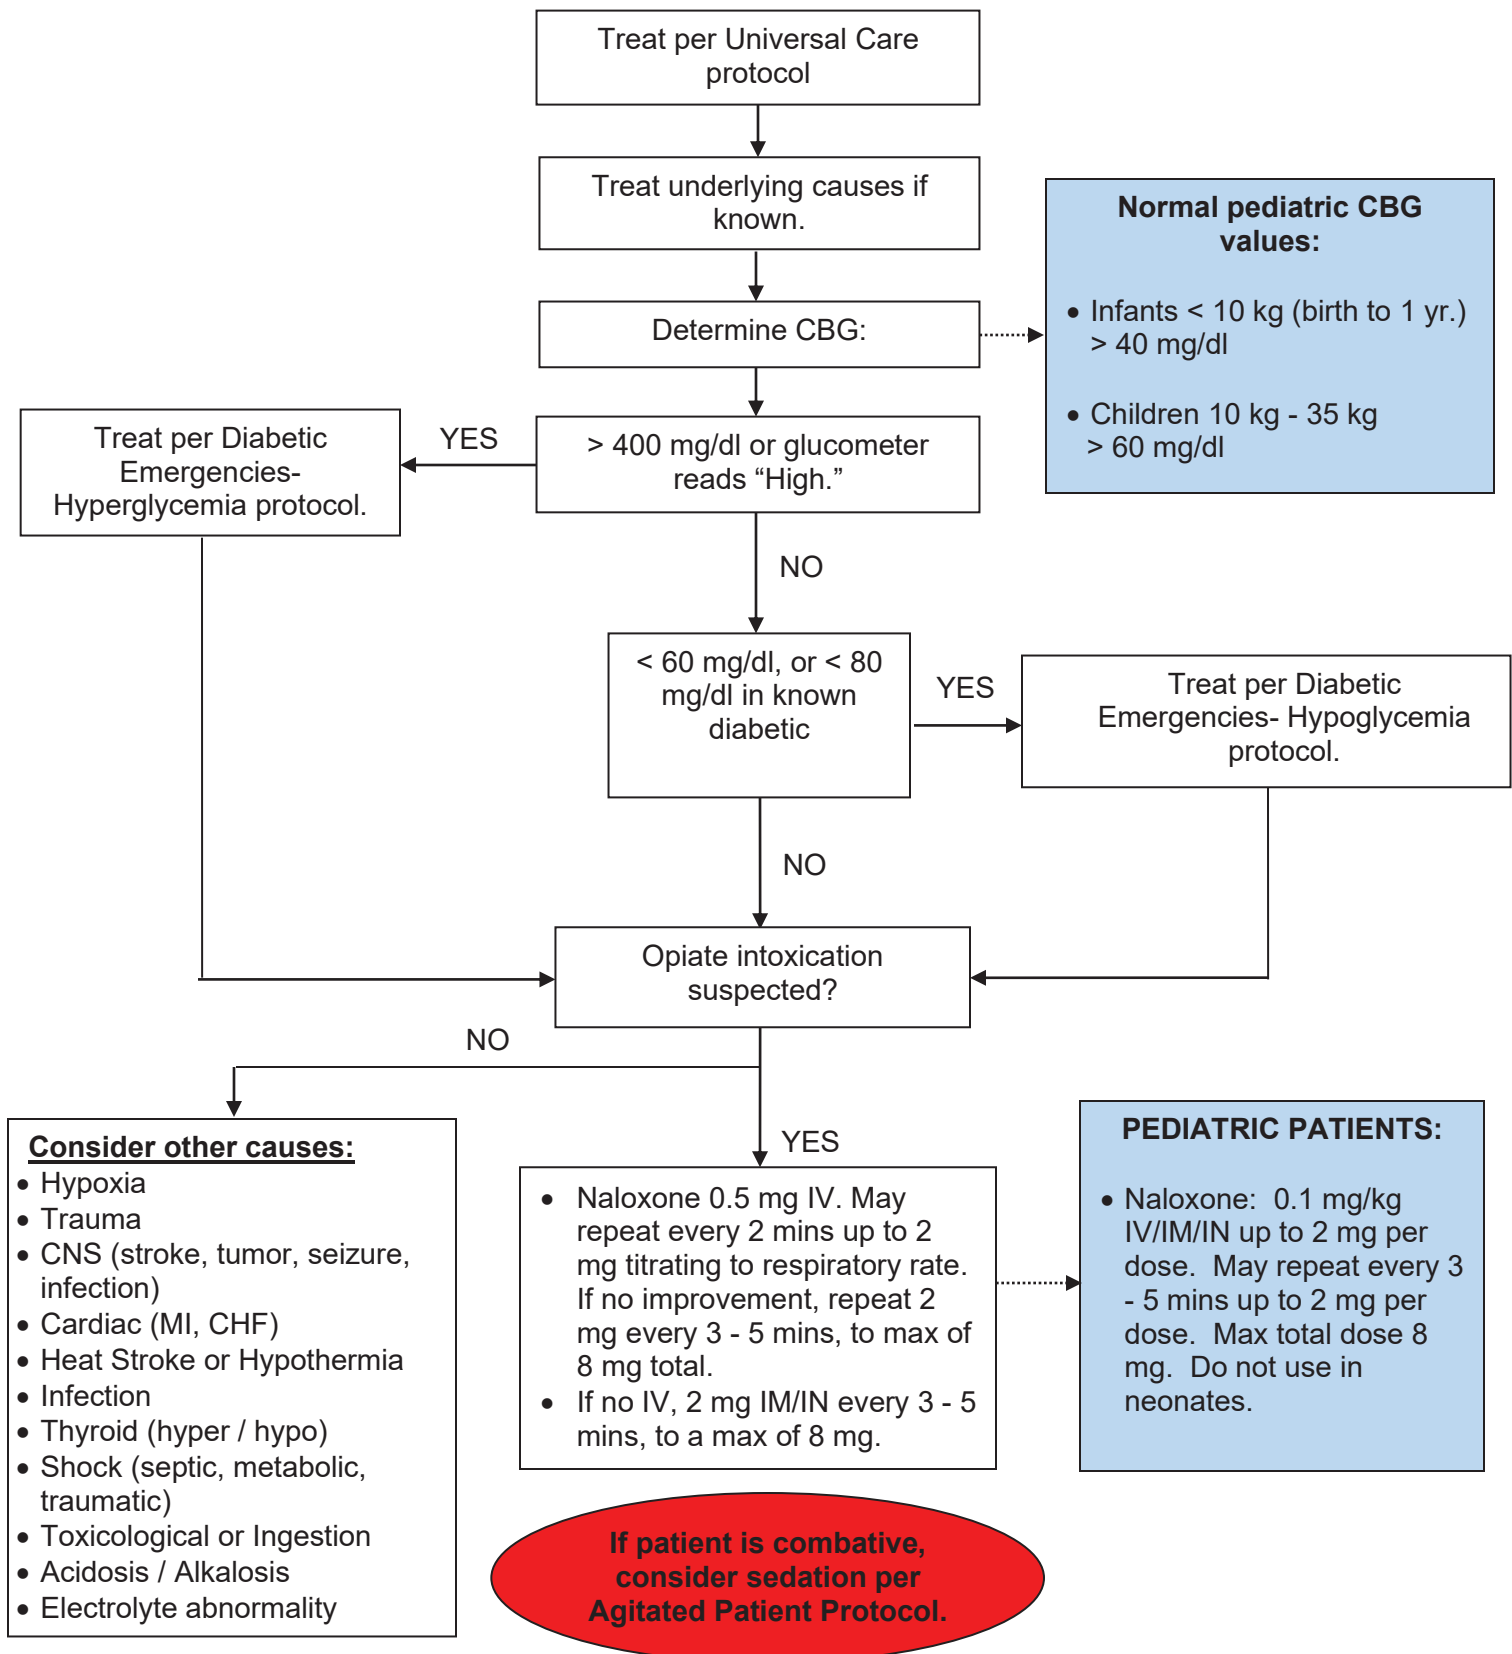 Treat per Universal Care
protocol
Treat underlying causes if
known.
Normal pediatric CBG
values:
• Infants < 10 kg (birth to 1 yr.)
> 40 mg/dl
• Children 10 kg - 35 kg
> 60 mg/dl
Determine CBG:
Treat per Diabetic
Emergencies-
Hyperglycemia protocol.
YES
> 400 mg/dl or glucometer
reads “High.”
NO
< 60 mg/dl, or < 80
mg/dl in known
diabetic
YES
Treat per Diabetic
Emergencies- Hypoglycemia
protocol.
NO
Opiate intoxication
suspected?
NO
YES
Consider other causes:
• Hypoxia
• Trauma
• CNS (stroke, tumor, seizure,
infection)
• Cardiac (MI, CHF)
• Heat Stroke or Hypothermia
• Infection
• Thyroid (hyper / hypo)
• Shock (septic, metabolic,
traumatic)
• Toxicological or Ingestion
• Acidosis / Alkalosis
• Electrolyte abnormality
• Naloxone 0.5 mg IV. May
repeat every 2 mins up to 2
mg titrating to respiratory rate.
If no improvement, repeat 2
mg every 3 - 5 mins, to max of
8 mg total.
• If no IV, 2 mg IM/IN every 3 - 5
mins, to a max of 8 mg.
PEDIATRIC PATIENTS:
• Naloxone: 0.1 mg/kg
IV/IM/IN up to 2 mg per
dose. May repeat every 3
- 5 mins up to 2 mg per
dose. Max total dose 8
mg. Do not use in
neonates.
If patient is combative,
consider sedation per
Agitated Patient Protocol.